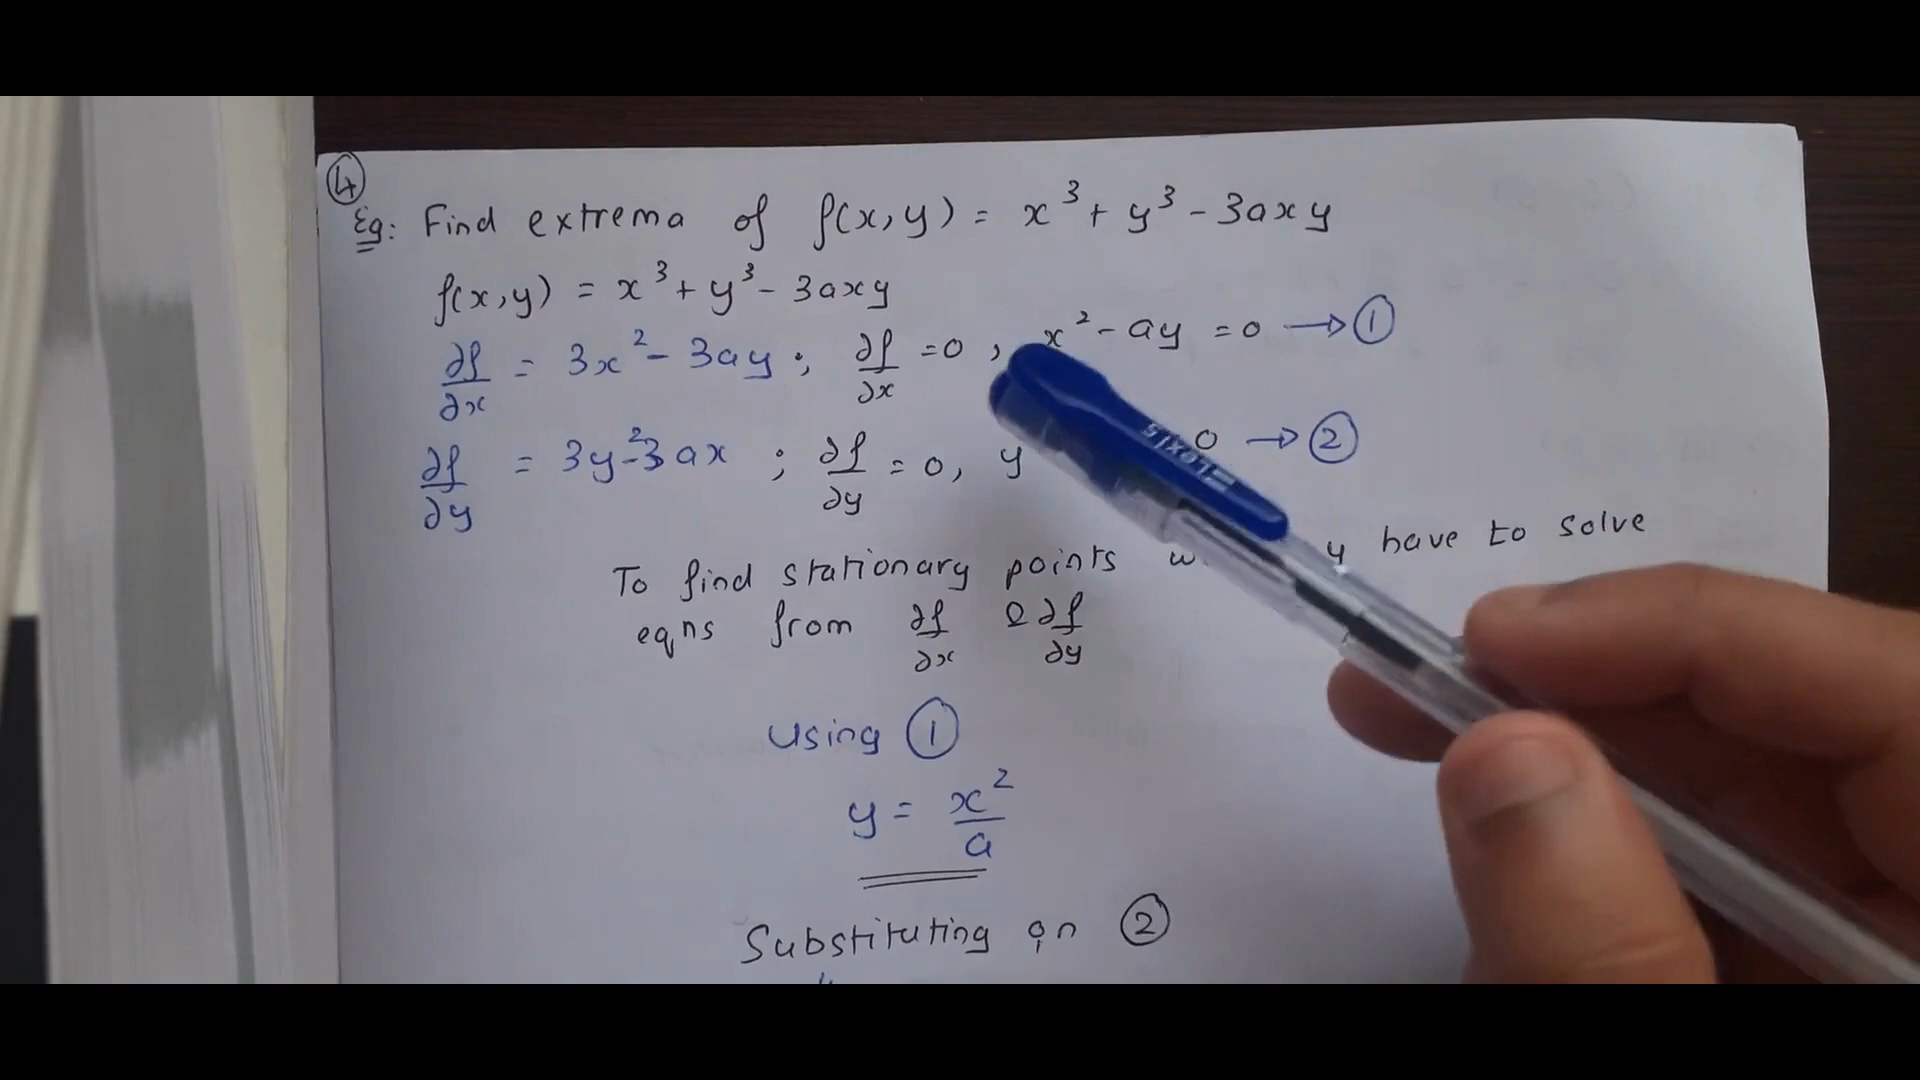 ④
Eg: Find extrema of f(x,y) = x³ + y³ - 3axy
f(x,y) = x³ + y³ - 3axy
∂f/∂x = 3x² - 3ay ; ∂f/∂x = 0 , x² - ay = 0 → ①
∂f/∂y = 3y² - 3ax ; ∂f/∂y = 0, y 0 → ②
To find stationary points have to solve
eqns from ∂f/∂x & ∂f/∂y
Using ①
y = x²/a
Substituting in ②
FLEXIS